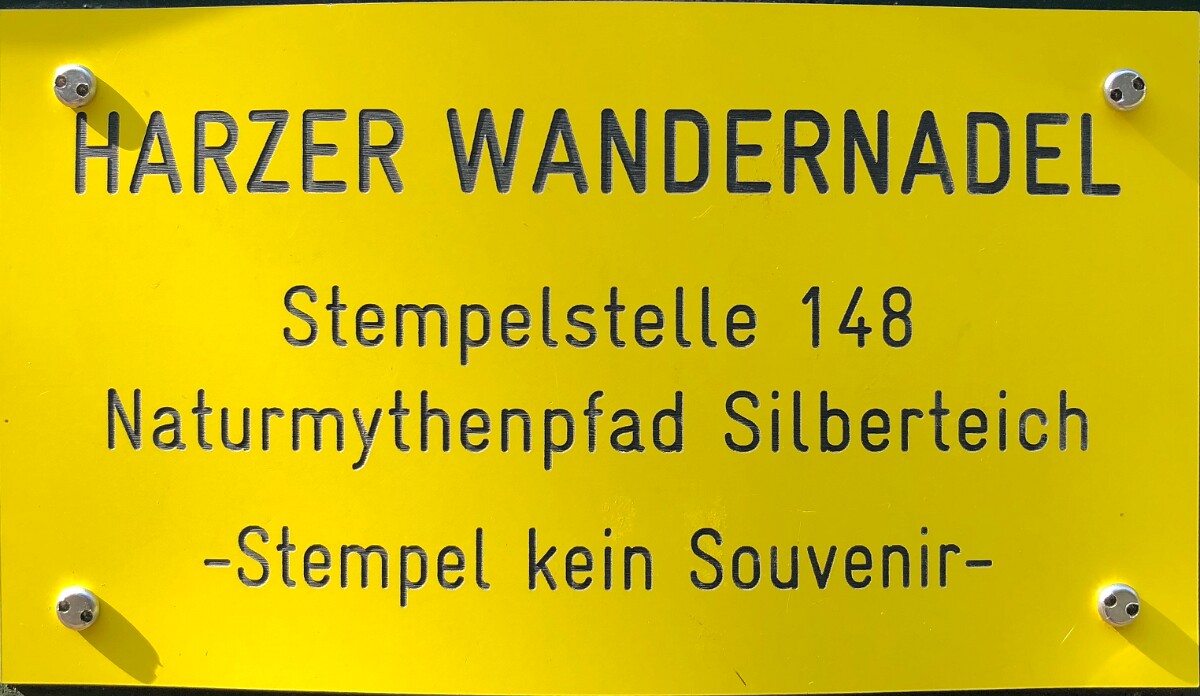 HARZER WANDERNADEL
Stempelstelle 148
Naturmythenpfad Silberteich
-Stempel kein Souvenir-